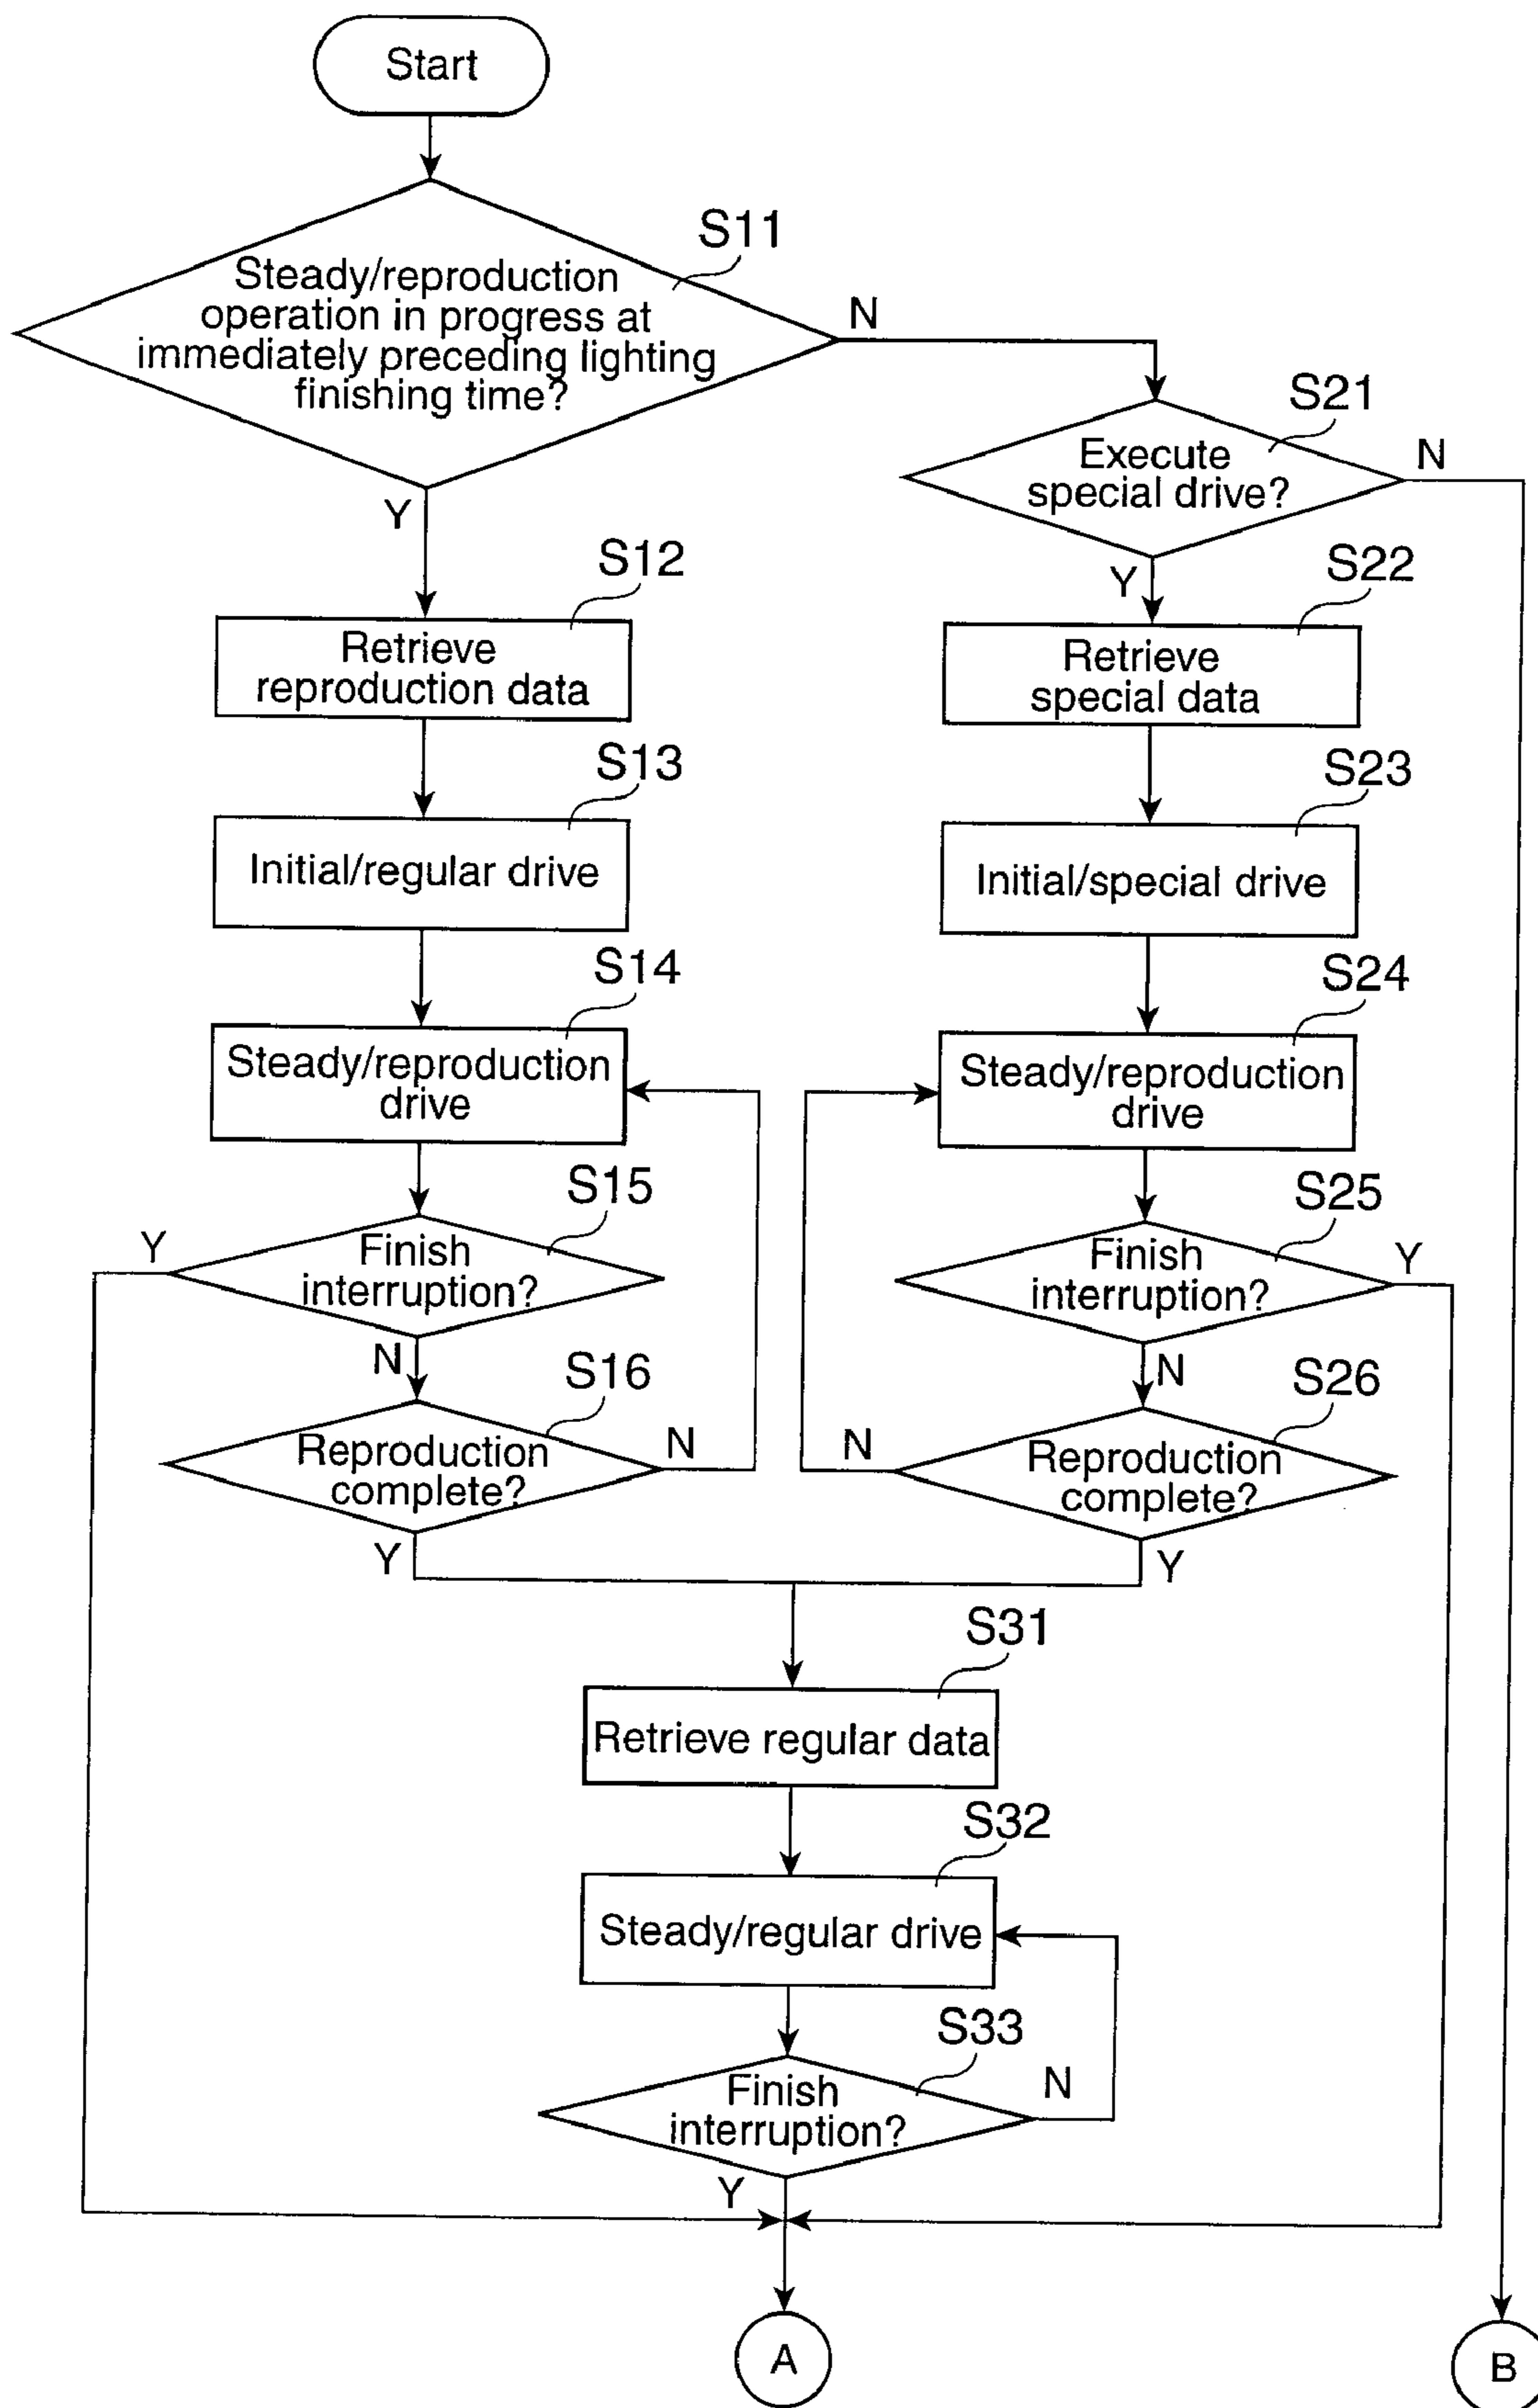 Start
S11
Steady/reproduction
operation in progress at
immediately preceding lighting
finishing time?
N
Y
S21
Execute
special drive?
N
Y
S12
Retrieve
reproduction data
S22
Retrieve
special data
S13
Initial/regular drive
S23
Initial/special drive
S14
Steady/reproduction
drive
S24
Steady/reproduction
drive
S15
Finish
interruption?
Y
N
S25
Finish
interruption?
Y
N
S16
Reproduction
complete?
N
Y
S26
Reproduction
complete?
N
Y
S31
Retrieve regular data
S32
Steady/regular drive
S33
Finish
interruption?
N
Y
A
B